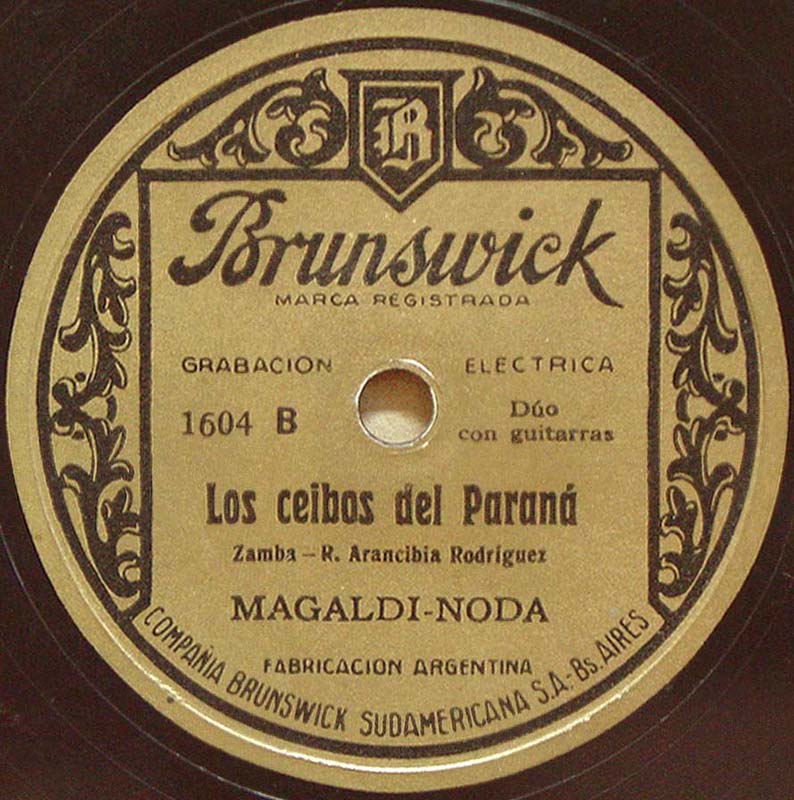 B
Brunswick
MARCA REGISTRADA
GRABACION ELECTRICA
1604 B
Dúo
con guitarras
Los ceibos del Paraná
Zamba – R. Arancibia Rodríguez
MAGALDI-NODA
FABRICACION ARGENTINA
COMPAÑIA BRUNSWICK SUDAMERICANA S.A.-Bs. AIRES